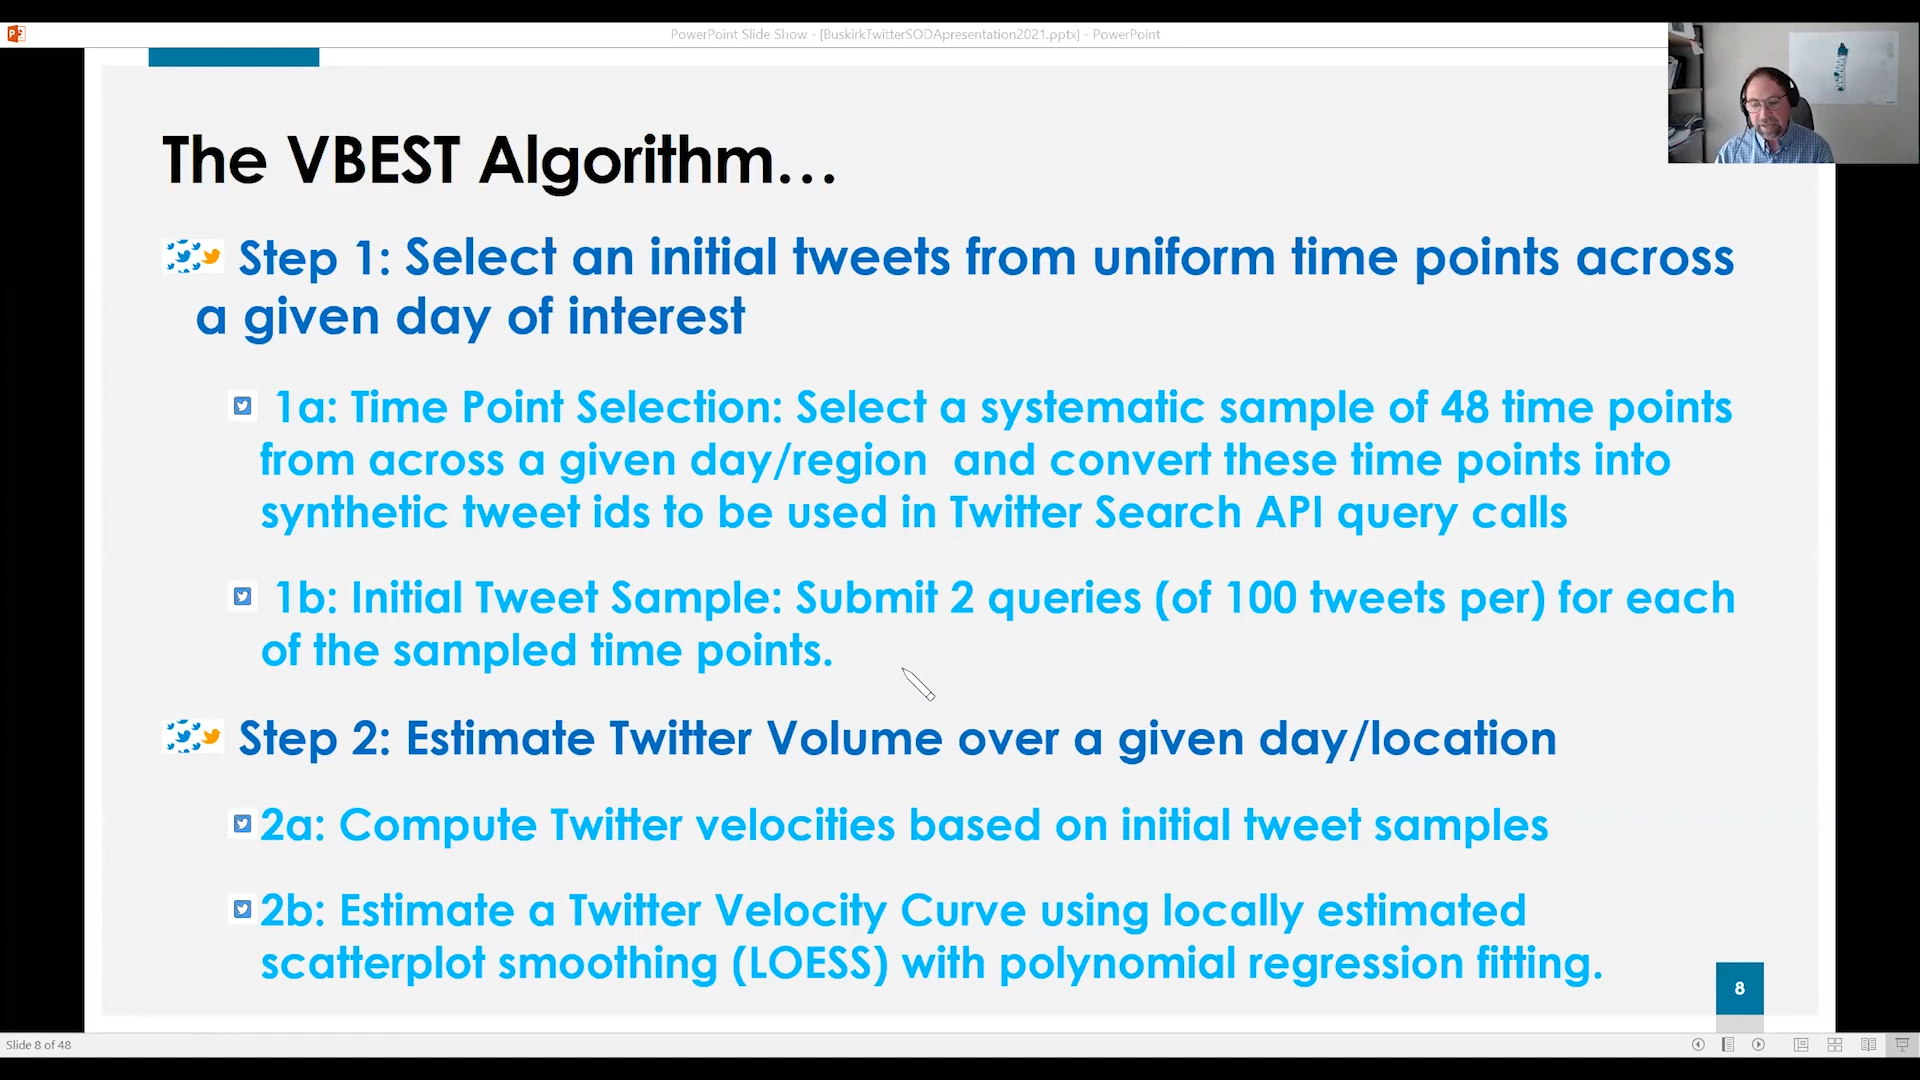 PowerPoint Slide Show - [BuskirkTwitterSODApresentation2021.pptx] - PowerPoint
The VBEST Algorithm...
Step 1: Select an initial tweets from uniform time points across
a given day of interest
1a: Time Point Selection: Select a systematic sample of 48 time points
from across a given day/region and convert these time points into
synthetic tweet ids to be used in Twitter Search API query calls
1b: Initial Tweet Sample: Submit 2 queries (of 100 tweets per) for each
of the sampled time points.
Step 2: Estimate Twitter Volume over a given day/location
2a: Compute Twitter velocities based on initial tweet samples
2b: Estimate a Twitter Velocity Curve using locally estimated
scatterplot smoothing (LOESS) with polynomial regression fitting.
8
Slide 8 of 48